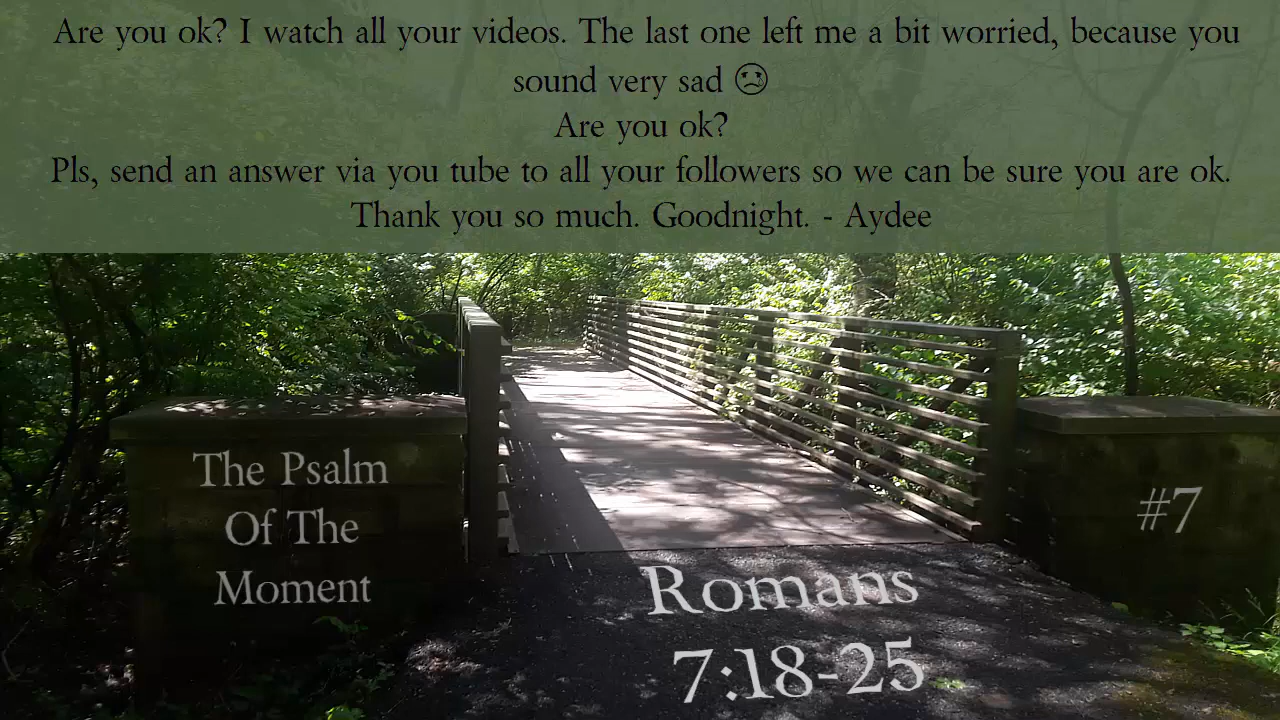 Are you ok? I watch all your videos. The last one left me a bit worried, because you
sound very sad 😢
Are you ok?
Pls, send an answer via you tube to all your followers so we can be sure you are ok.
Thank you so much. Goodnight. - Aydee
The Psalm
Of The
Moment
#7
Romans
7:18-25